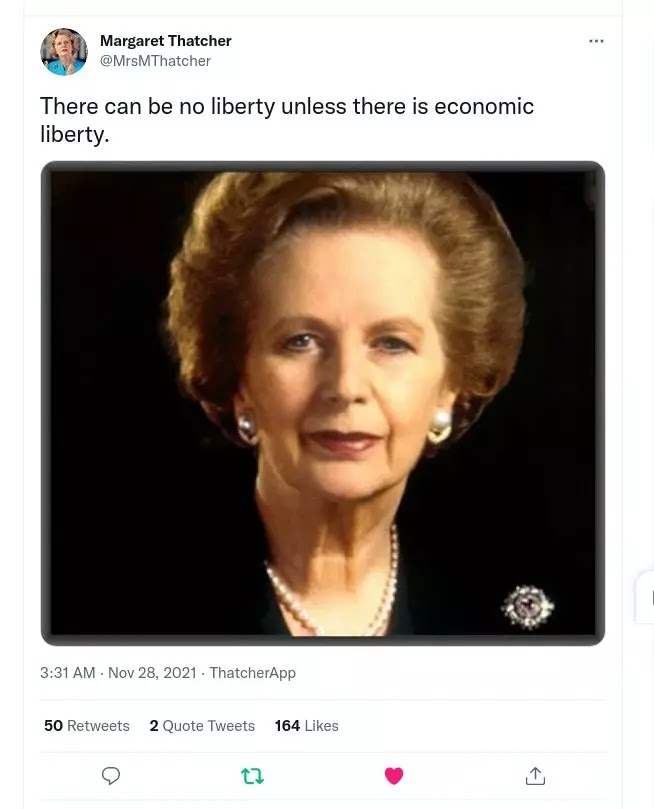 Margaret Thatcher
@MrsMThatcher
There can be no liberty unless there is economic
liberty.
3:31 AM · Nov 28, 2021 · ThatcherApp
50 Retweets 2 Quote Tweets 164 Likes